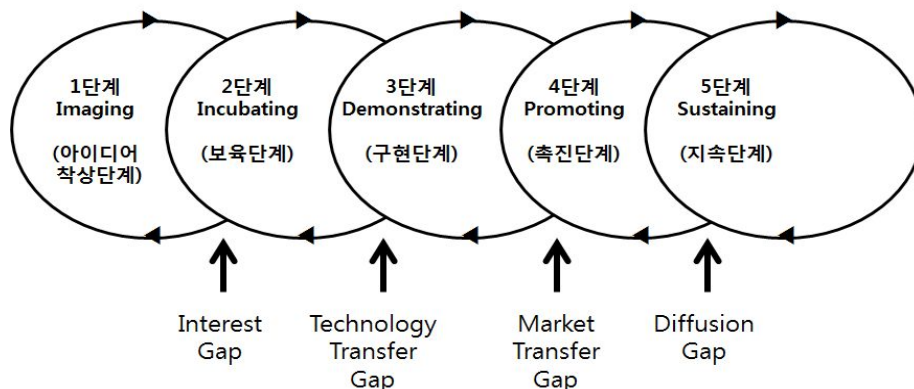 1단계
Imaging
(아이디어
착상단계)
2단계
Incubating
(보육단계)
3단계
Demonstrating
(구현단계)
4단계
Promoting
(촉진단계)
5단계
Sustaining
(지속단계)
Interest
Gap
Technology
Transfer
Gap
Market
Transfer
Gap
Diffusion
Gap